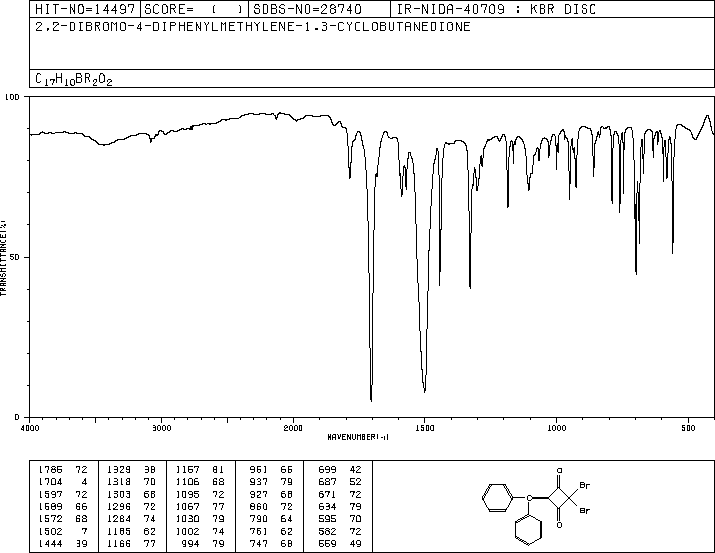 HIT-NO=14497 SCORE= ( ) SDBS-NO=28740 IR-NIDA-40709 : KBR DISC
2,2-DIBROMO-4-DIPHENYLMETHYLENE-1,3-CYCLOBUTANEDIONE
C17H10BR2O2
100
50
0
TRANSMITTANCE(%)
4000 3000 2000 1500 1000 500
WAVENUMBER(-1)
1786 72 1329 38 1167 81 951 66 699 42
1704 4 1318 70 1106 68 937 79 687 52
1597 72 1303 68 1095 72 927 68 671 72
1589 66 1296 72 1067 77 860 72 634 79
1572 68 1284 74 1030 79 790 64 595 70
1502 7 1185 62 1002 74 761 62 582 72
1444 39 1166 77 994 79 747 68 559 49
O
Br
C
Br
O